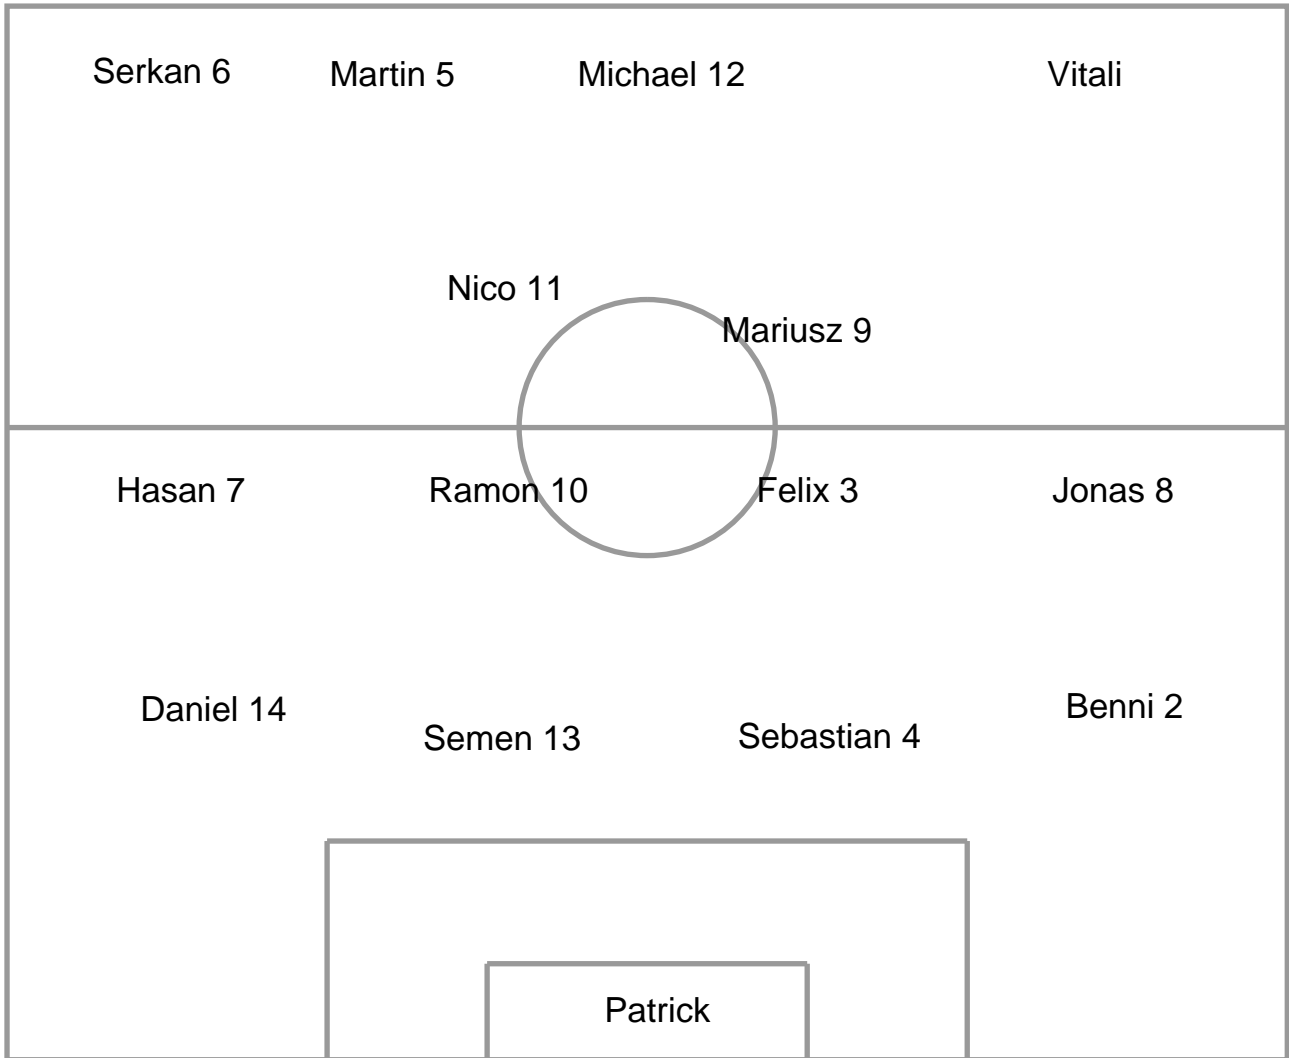 Serkan 6
Martin 5
Michael 12
Vitali
Nico 11
Mariusz 9
Hasan 7
Ramon 10
Felix 3
Jonas 8
Daniel 14
Semen 13
Sebastian 4
Benni 2
Patrick